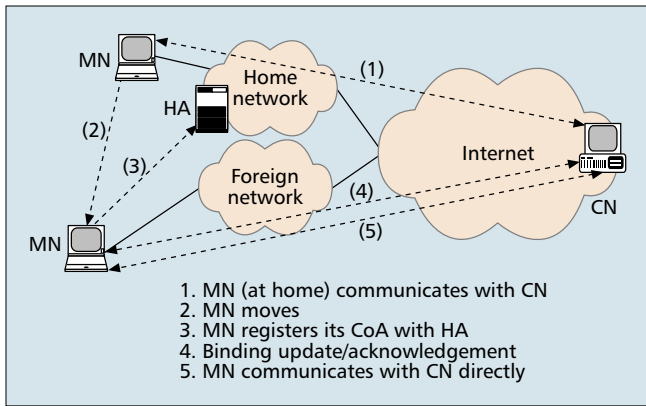 MN
(1)
Home
network
HA
(2)
(3)
Internet
Foreign
network
(4)
CN
MN
(5)
1. MN (at home) communicates with CN
2. MN moves
3. MN registers its CoA with HA
4. Binding update/acknowledgement
5. MN communicates with CN directly